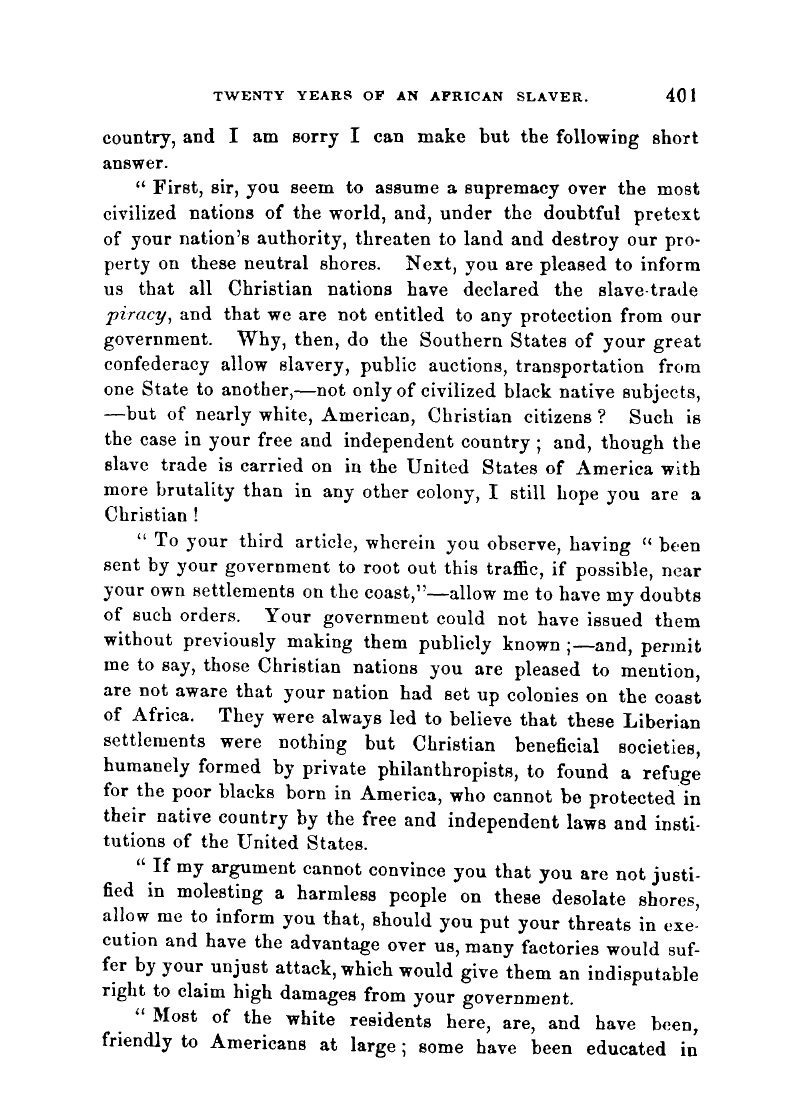 TWENTY YEARS OF AN AFRICAN SLAVER. 401
country, and I am sorry I can make but the following short
answer.
“ First, sir, you seem to assume a supremacy over the most
civilized nations of the world, and, under the doubtful pretext
of your nation's authority, threaten to land and destroy our pro-
perty on these neutral shores. Next, you are pleased to inform
us that all Christian nations have declared the slave-trade
piracy, and that we are not entitled to any protection from our
government. Why, then, do the Southern States of your great
confederacy allow slavery, public auctions, transportation from
one State to another,—not only of civilized black native subjects,
—but of nearly white, American, Christian citizens ? Such is
the case in your free and independent country ; and, though the
slave trade is carried on in the United States of America with
more brutality than in any other colony, I still hope you are a
Christian !
“ To your third article, wherein you observe, having “ been
sent by your government to root out this traffic, if possible, near
your own settlements on the coast,”—allow me to have my doubts
of such orders. Your government could not have issued them
without previously making them publicly known ;—and, permit
me to say, those Christian nations you are pleased to mention,
are not aware that your nation had set up colonies on the coast
of Africa. They were always led to believe that these Liberian
settlements were nothing but Christian beneficial societies,
humanely formed by private philanthropists, to found a refuge
for the poor blacks born in America, who cannot be protected in
their native country by the free and independent laws and insti-
tutions of the United States.
“ If my argument cannot convince you that you are not justi-
fied in molesting a harmless people on these desolate shores,
allow me to inform you that, should you put your threats in exe-
cution and have the advantage over us, many factories would suf-
fer by your unjust attack, which would give them an indisputable
right to claim high damages from your government.
“ Most of the white residents here, are, and have been,
friendly to Americans at large ; some have been educated in